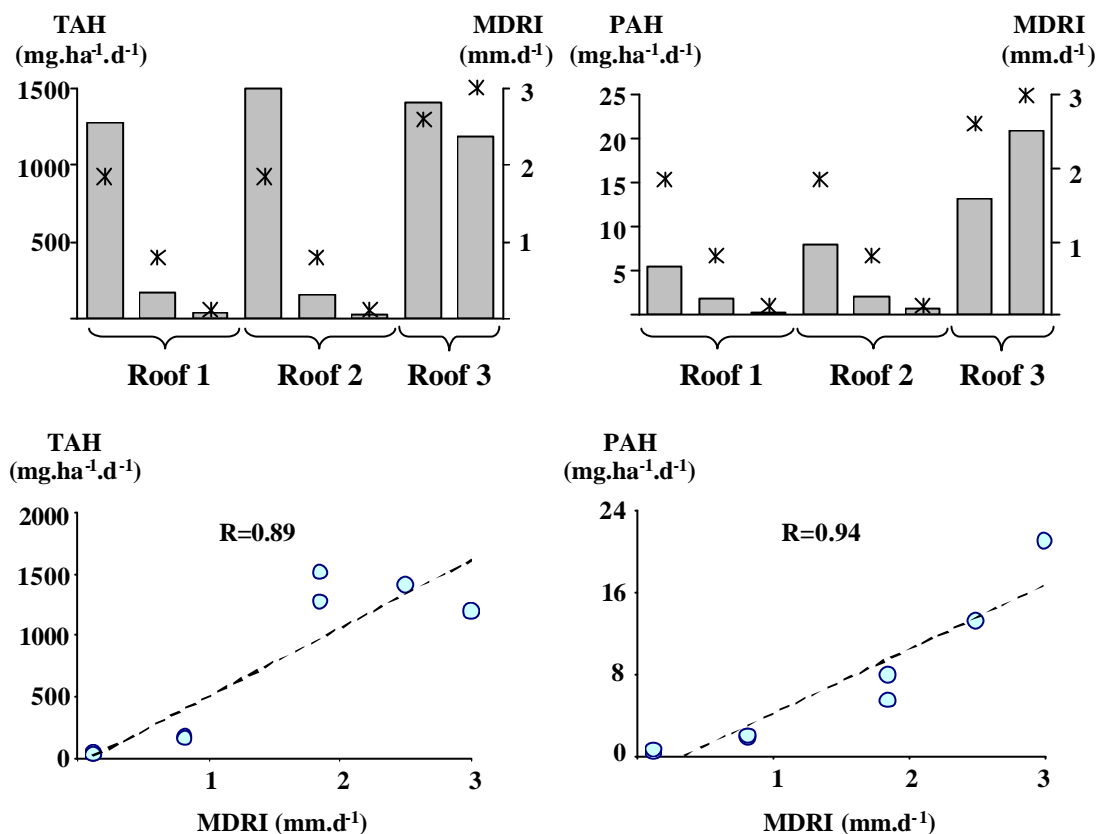 TAH
(mg.ha-1.d-1)
MDRI
(mm.d-1)
1500
1000
500
3
2
1
Roof 1
Roof 2
Roof 3
PAH
(mg.ha-1.d-1)
MDRI
(mm.d-1)
25
20
15
10
5
3
2
1
Roof 1
Roof 2
Roof 3
TAH
(mg.ha-1.d-1)
R=0.89
2000
1500
1000
500
0
1
2
3
MDRI (mm.d-1)
PAH
(mg.ha-1.d-1)
R=0.94
24
16
8
0
1
2
3
MDRI (mm.d-1)